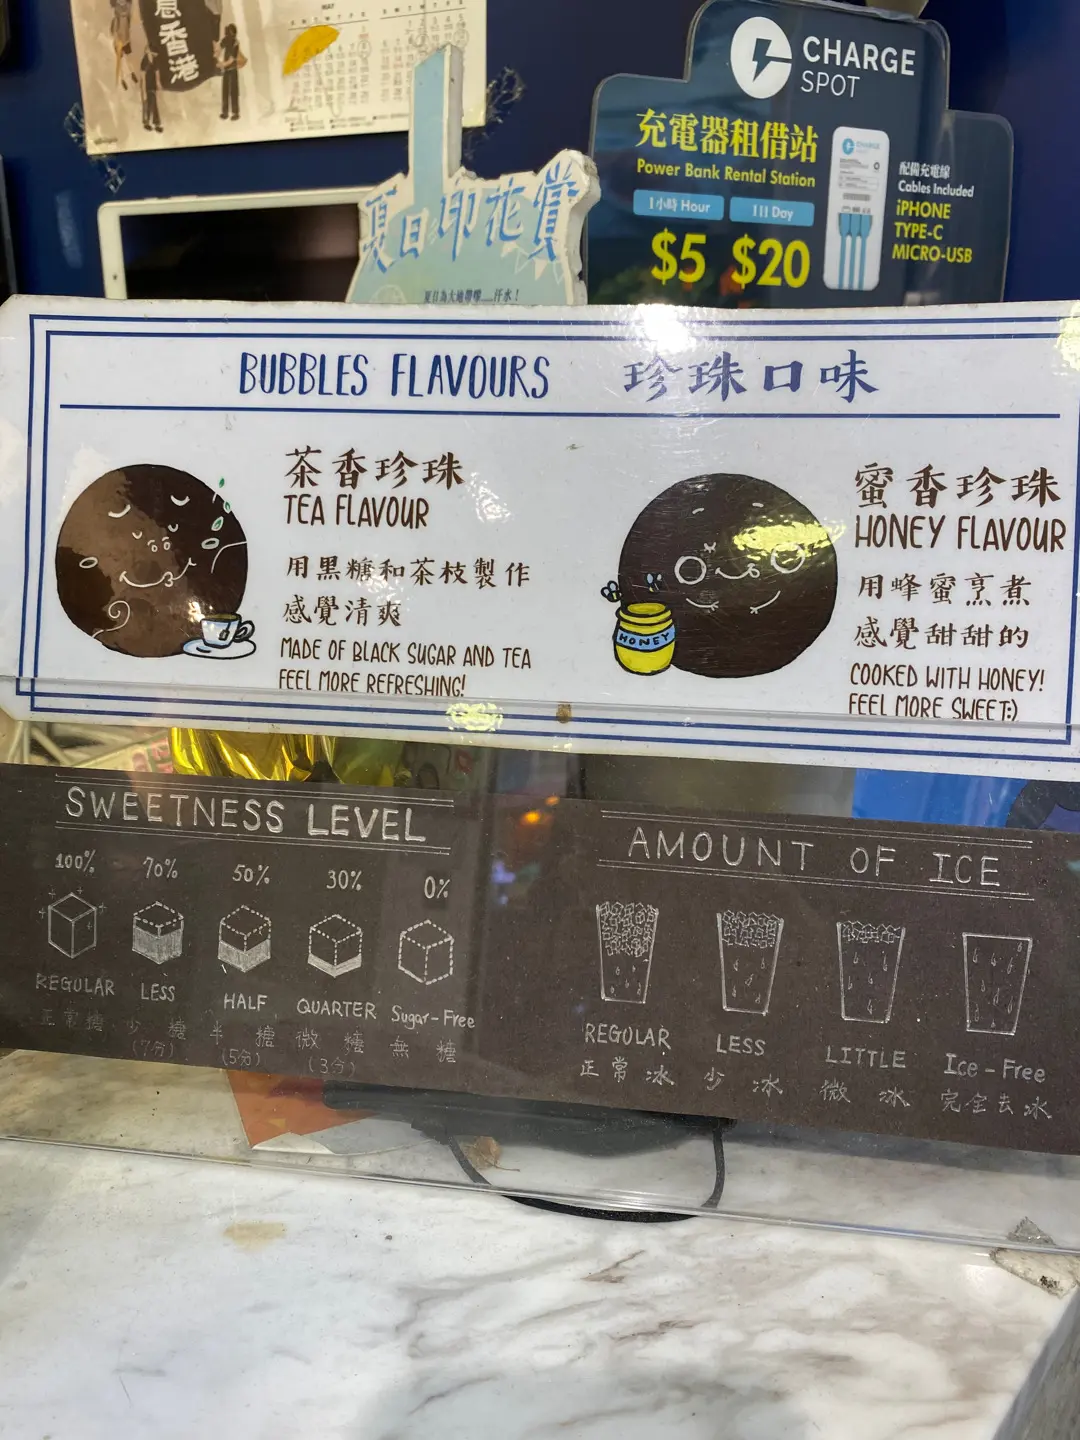 香港
MAY
CHARGE
SPOT
充電器租借站
Power Bank Rental Station
1小時 Hour
1日 Day
$5
$20
配備充電線
Cables Included
iPHONE
TYPE-C
MICRO-USB
夏日印花賞
BUBBLES FLAVOURS 珍珠口味
茶香珍珠
TEA FLAVOUR
用黑糖和茶枝製作
感覺清爽
MADE OF BLACK SUGAR AND TEA
FEEL MORE REFRESHING!
HONEY
蜜香珍珠
HONEY FLAVOUR
用蜂蜜烹煮
感覺甜甜的
COOKED WITH HONEY!
FEEL MORE SWEET:)
SWEETNESS LEVEL
100% 70% 50% 30% 0%
REGULAR LESS HALF QUARTER Sugar-Free
正常糖 少糖 半糖 微糖 無糖
(7分) (5分) (3分)
AMOUNT OF ICE
REGULAR LESS LITTLE Ice-Free
正常冰 少冰 微冰 完全去冰